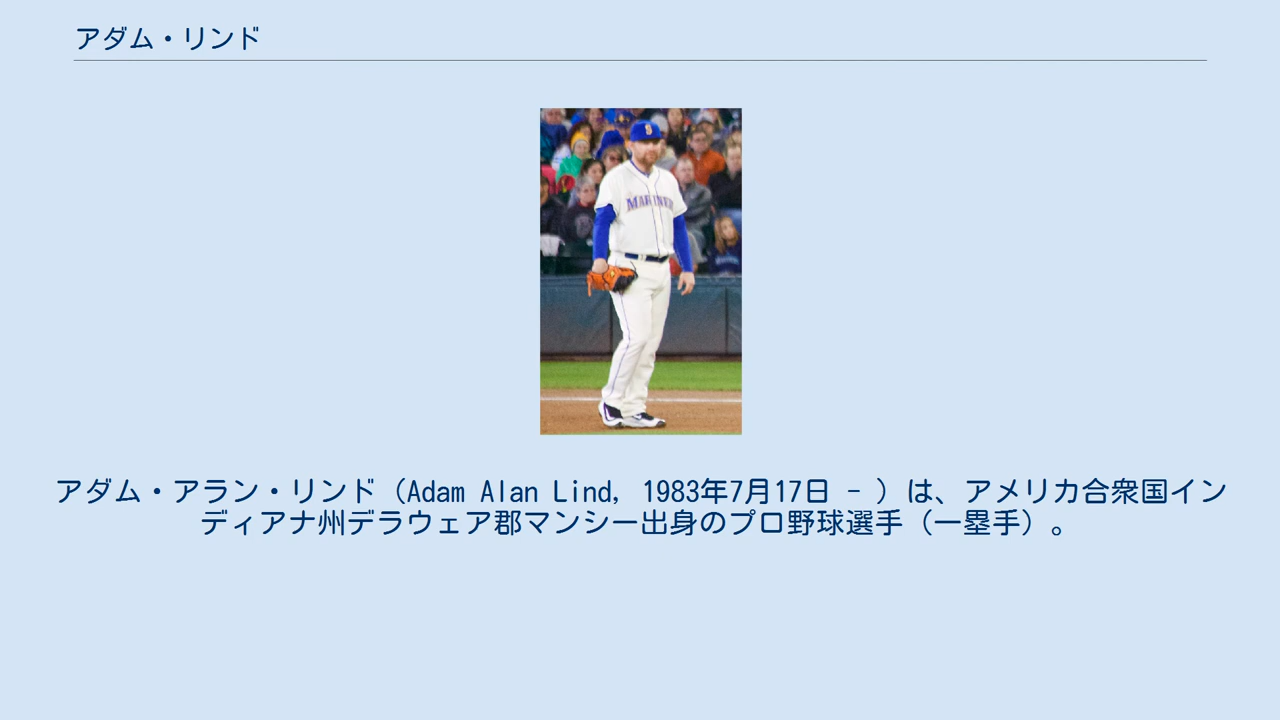 アダム・リンド
アダム・アラン・リンド（Adam Alan Lind, 1983年7月17日 - ）は、アメリカ合衆国イン
ディアナ州デラウェア郡マンシー出身のプロ野球選手（一塁手）。